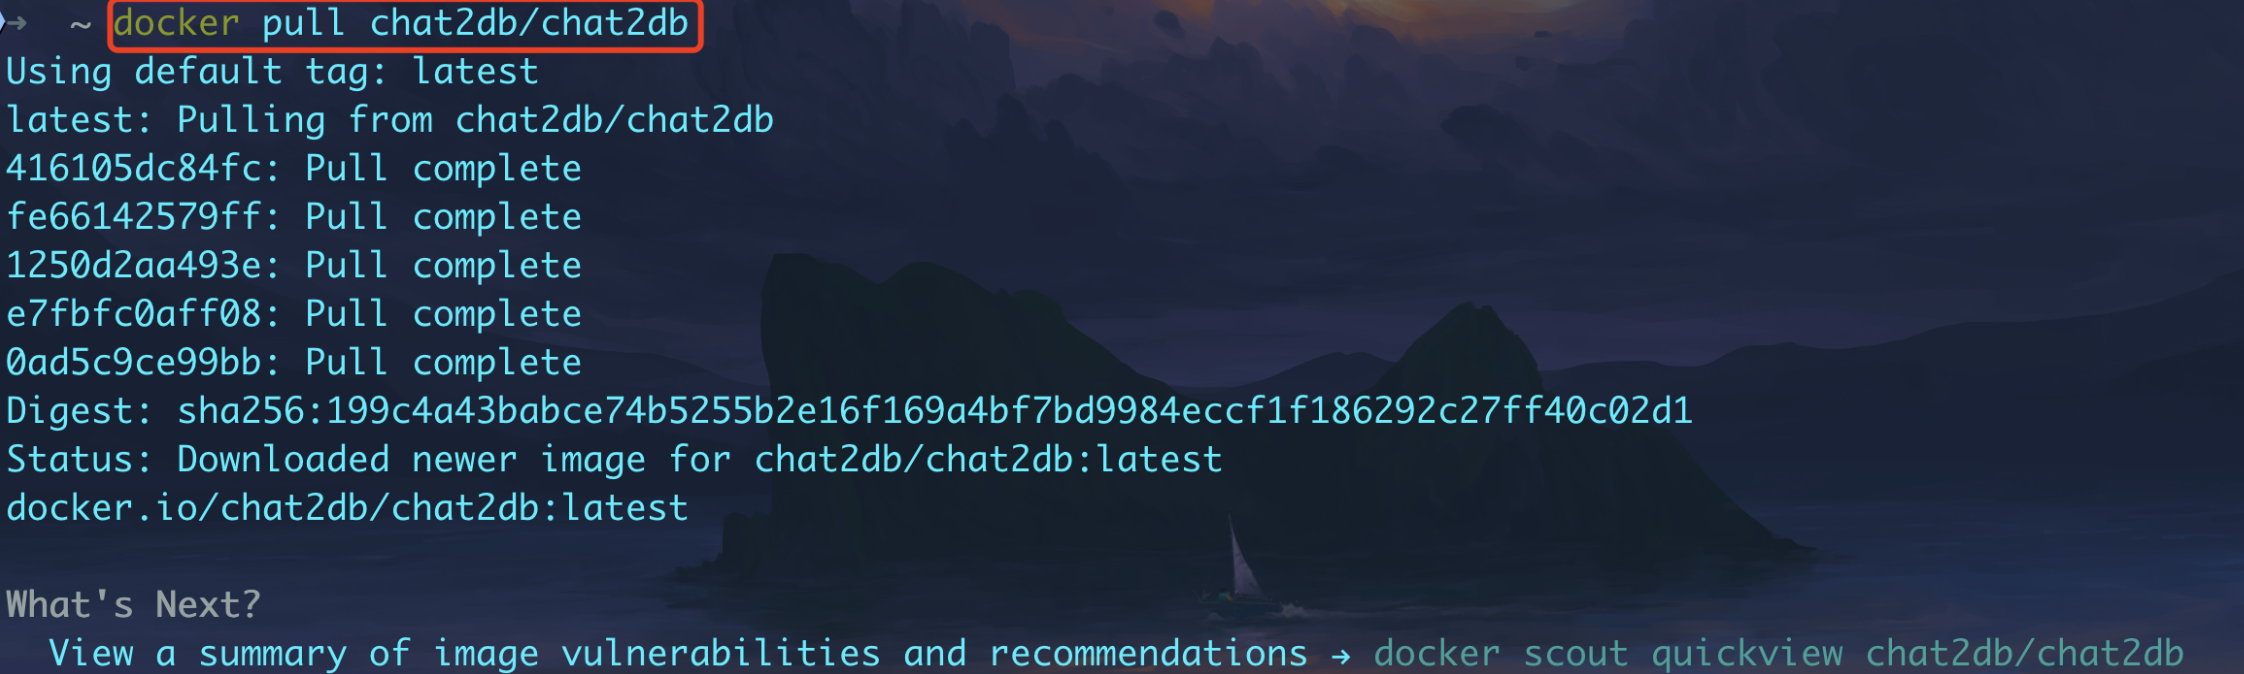 → ~ docker pull chat2db/chat2db
Using default tag: latest
latest: Pulling from chat2db/chat2db
416105dc84fc: Pull complete
fe66142579ff: Pull complete
1250d2aa493e: Pull complete
e7fbfc0aff08: Pull complete
0ad5c9ce99bb: Pull complete
Digest: sha256:199c4a43babce74b5255b2e16f169a4bf7bd9984eccf1f186292c27ff40c02d1
Status: Downloaded newer image for chat2db/chat2db:latest
docker.io/chat2db/chat2db:latest
What's Next?
View a summary of image vulnerabilities and recommendations → docker scout quickview chat2db/chat2db